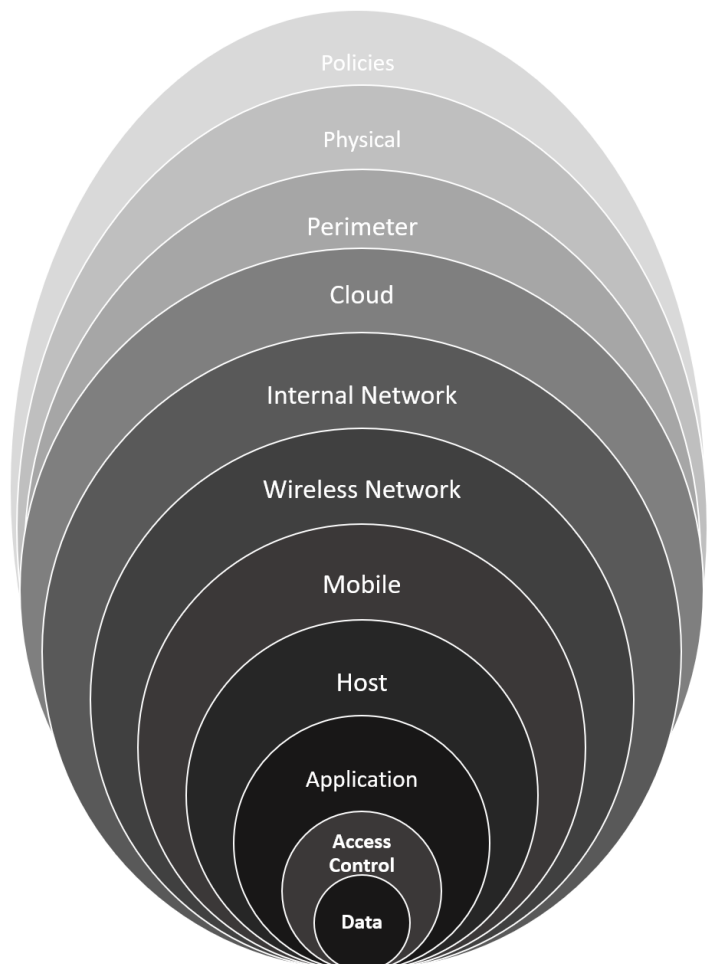 Policies
Physical
Perimeter
Cloud
Internal Network
Wireless Network
Mobile
Host
Application
Access
Control
Data